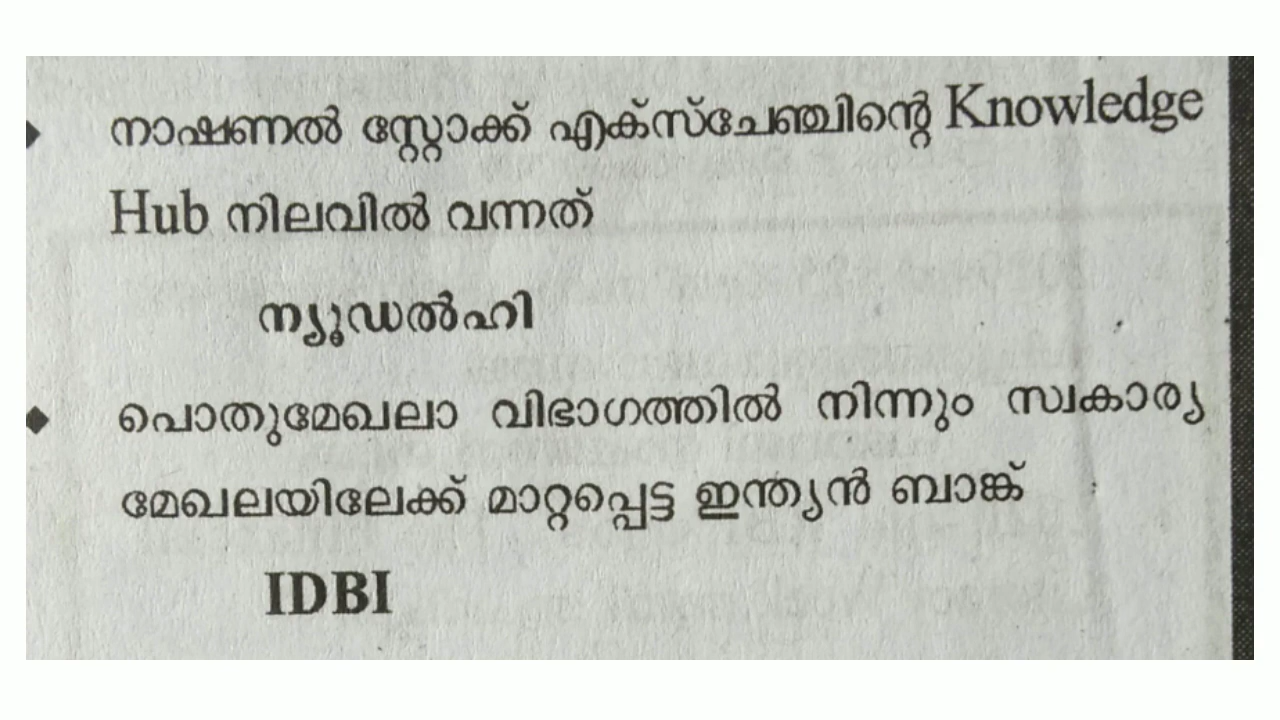 നാഷണൽ സ്റ്റോക്ക് എക്സ്ചേഞ്ചിന്റെ Knowledge
Hub നിലവിൽ വന്നത്
ന്യൂഡൽഹി
പൊതുമേഖലാ വിഭാഗത്തിൽ നിന്നും സ്വകാര്യ
മേഖലയിലേക്ക് മാറ്റപ്പെട്ട ഇന്ത്യൻ ബാങ്ക്
IDBI